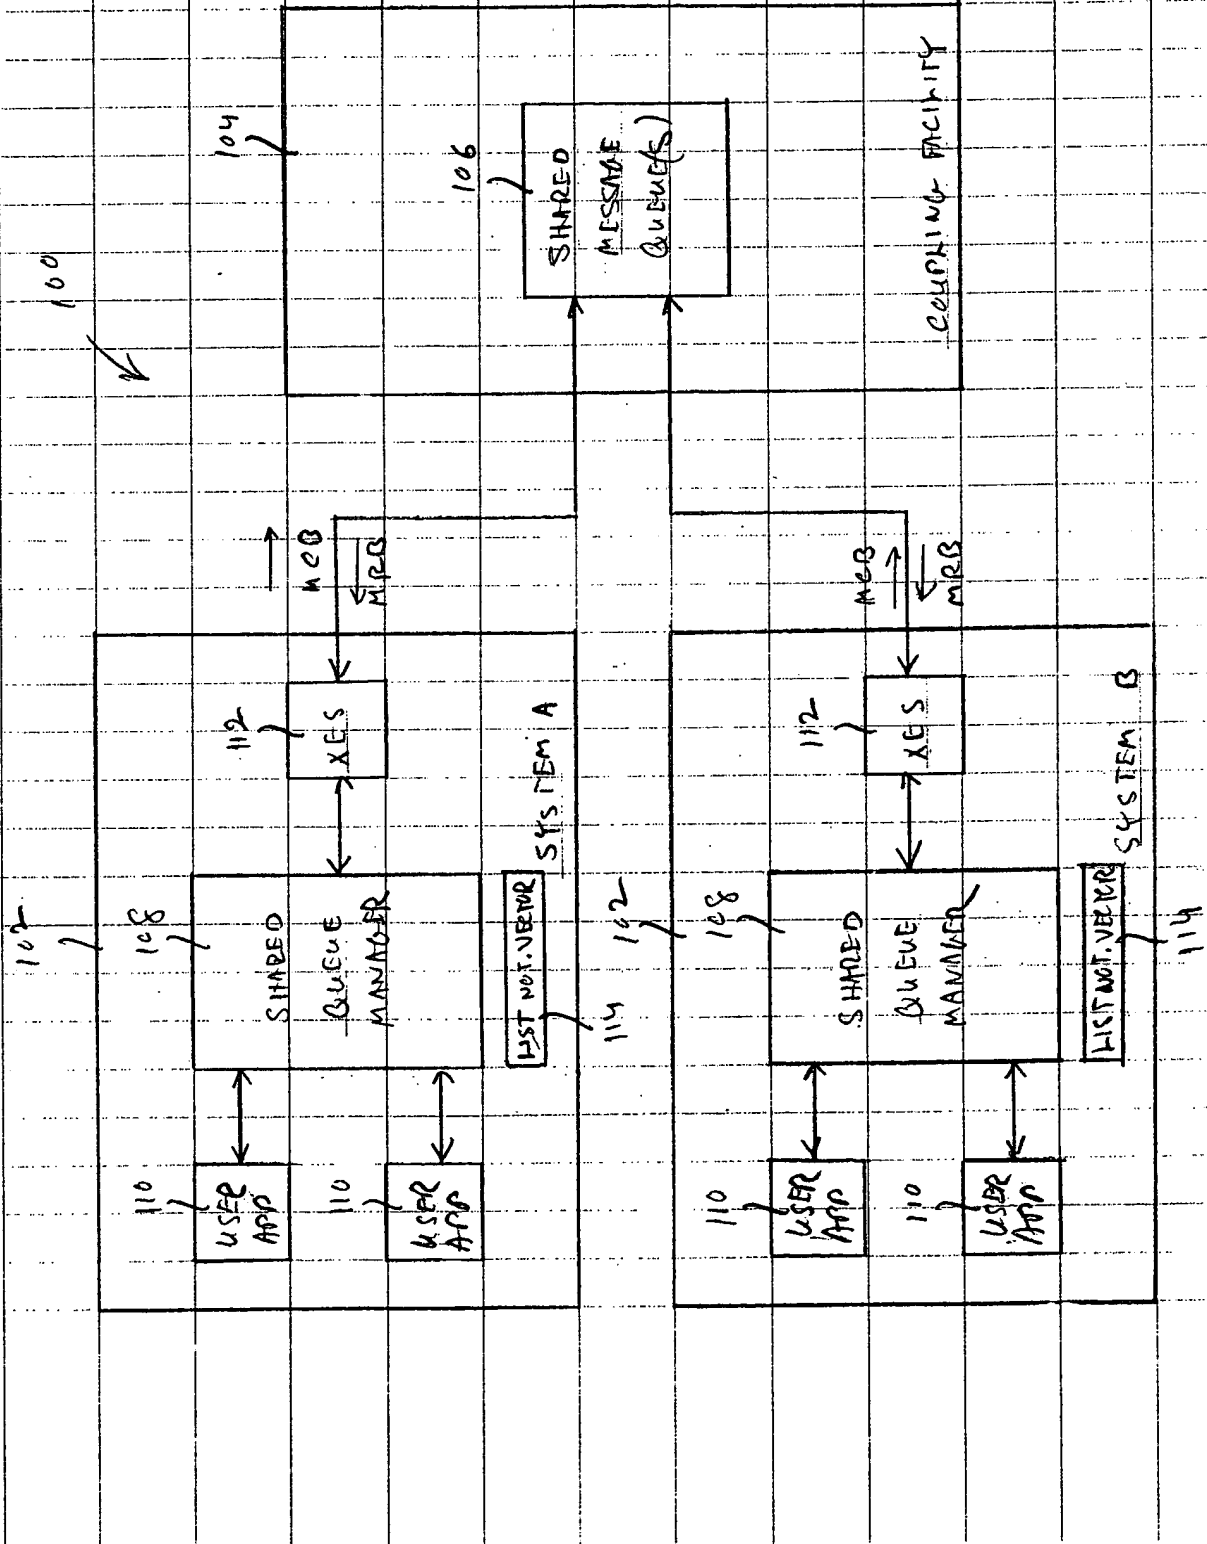 100
104
106
SHARED
MESSAGE
QUEUE(S)
COUPLING FACILITY
MCB
MRB
MCB
MRB
102
112
XES
108
SHARED
QUEUE
MANAGER
LIST NOT. VECTOR
114
SYSTEM A
110
USER
APP
110
USER
APP
102
112
XES
108
SHARED
QUEUE
MANAGER
LIST NOT. VECTOR
114
SYSTEM B
110
USER
APP
110
USER
APP